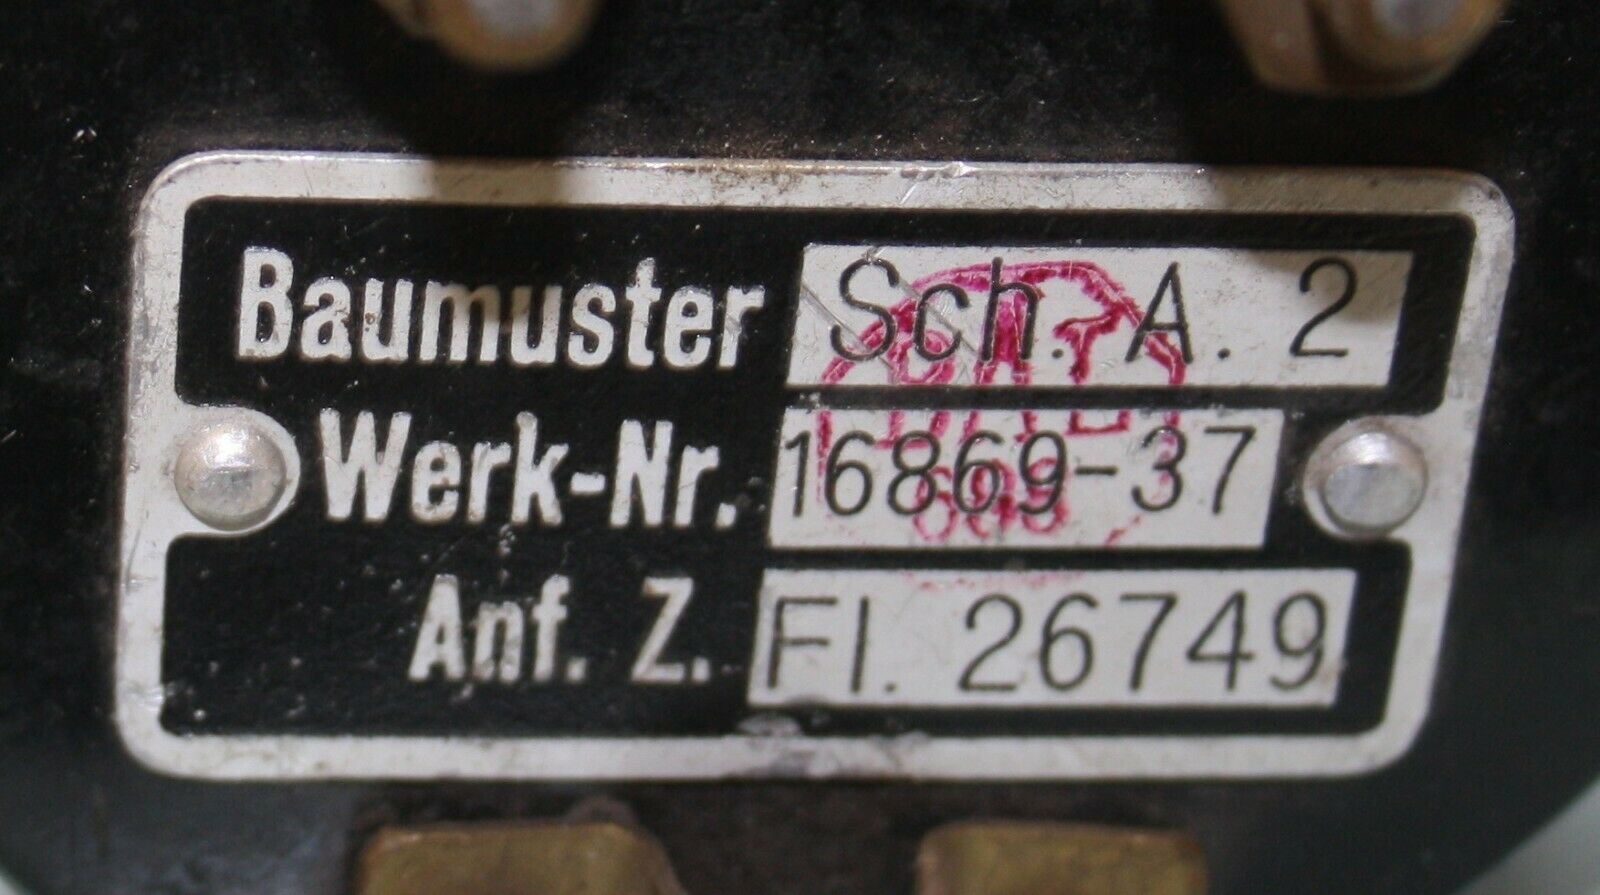 Baumuster Sch. A. 2
Werk-Nr. 16869-37
Anf. Z. Fl. 26749